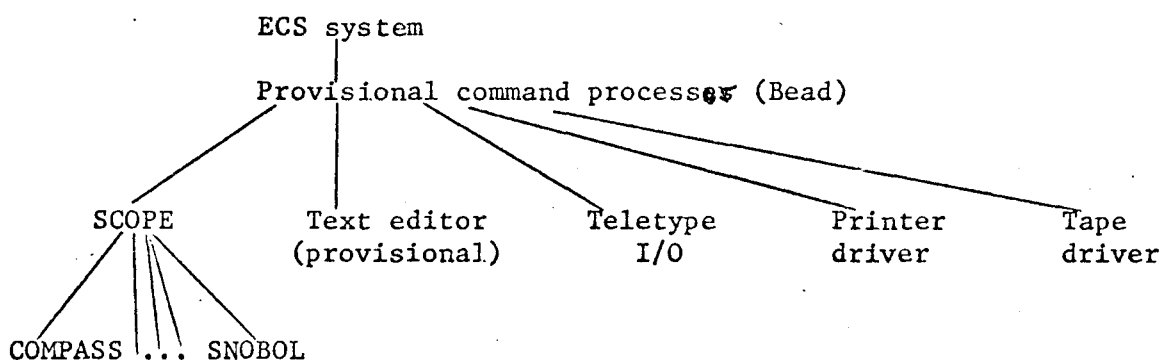 ECS system
Provisional command processor (Bead)
SCOPE Text editor Teletype Printer Tape
(provisional) I/O driver driver
COMPASS ... SNOBOL